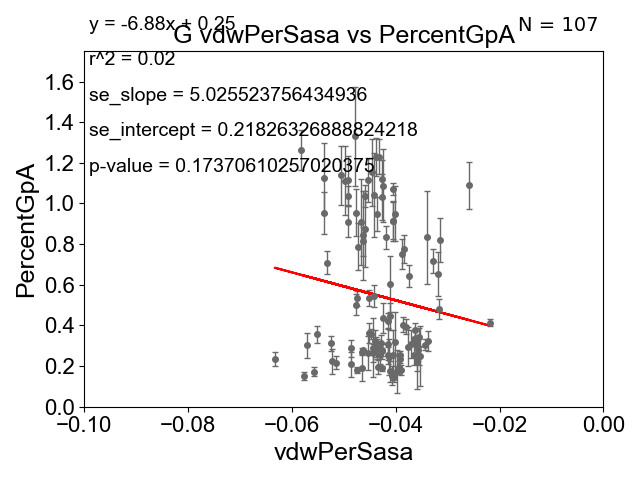 y = -6.88x + 0.25
N = 107
G vdwPerSasa vs PercentGpA
r^2 = 0.02
se_slope = 5.025523756434936
se_intercept = 0.21826326888824218
p-value = 0.17370610257020375
PercentGpA
1.6
1.4
1.2
1.0
0.8
0.6
0.4
0.2
0.0
−0.10
−0.08
−0.06
−0.04
−0.02
0.00
vdwPerSasa